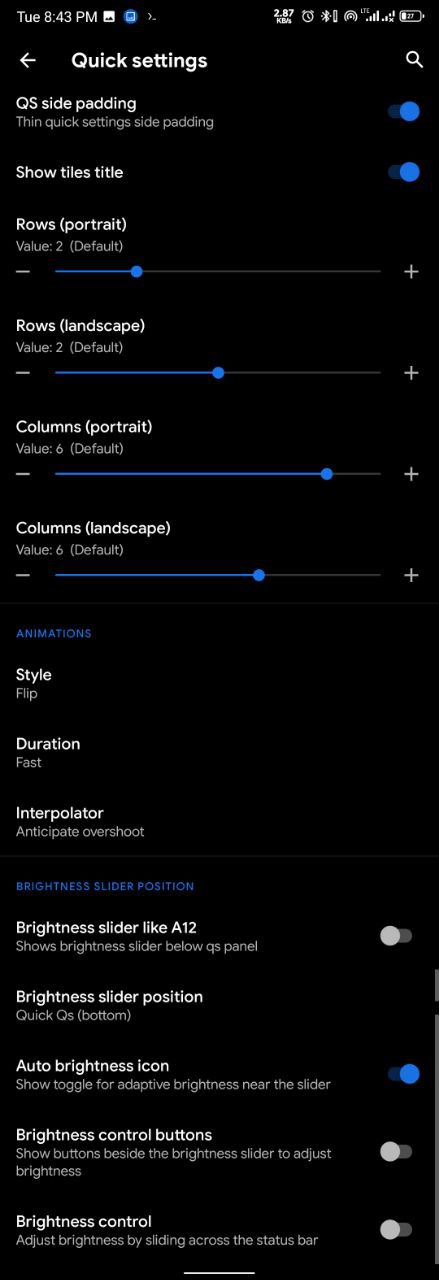 Tue 8:43 PM
2.87
KB/s
LTE
27
Quick settings
QS side padding
Thin quick settings side padding
Show tiles title
Rows (portrait)
Value: 2 (Default)
Rows (landscape)
Value: 2 (Default)
Columns (portrait)
Value: 6 (Default)
Columns (landscape)
Value: 6 (Default)
ANIMATIONS
Style
Flip
Duration
Fast
Interpolator
Anticipate overshoot
BRIGHTNESS SLIDER POSITION
Brightness slider like A12
Shows brightness slider below qs panel
Brightness slider position
Quick Qs (bottom)
Auto brightness icon
Show toggle for adaptive brightness near the slider
Brightness control buttons
Show buttons beside the brightness slider to adjust
brightness
Brightness control
Adjust brightness by sliding across the status bar